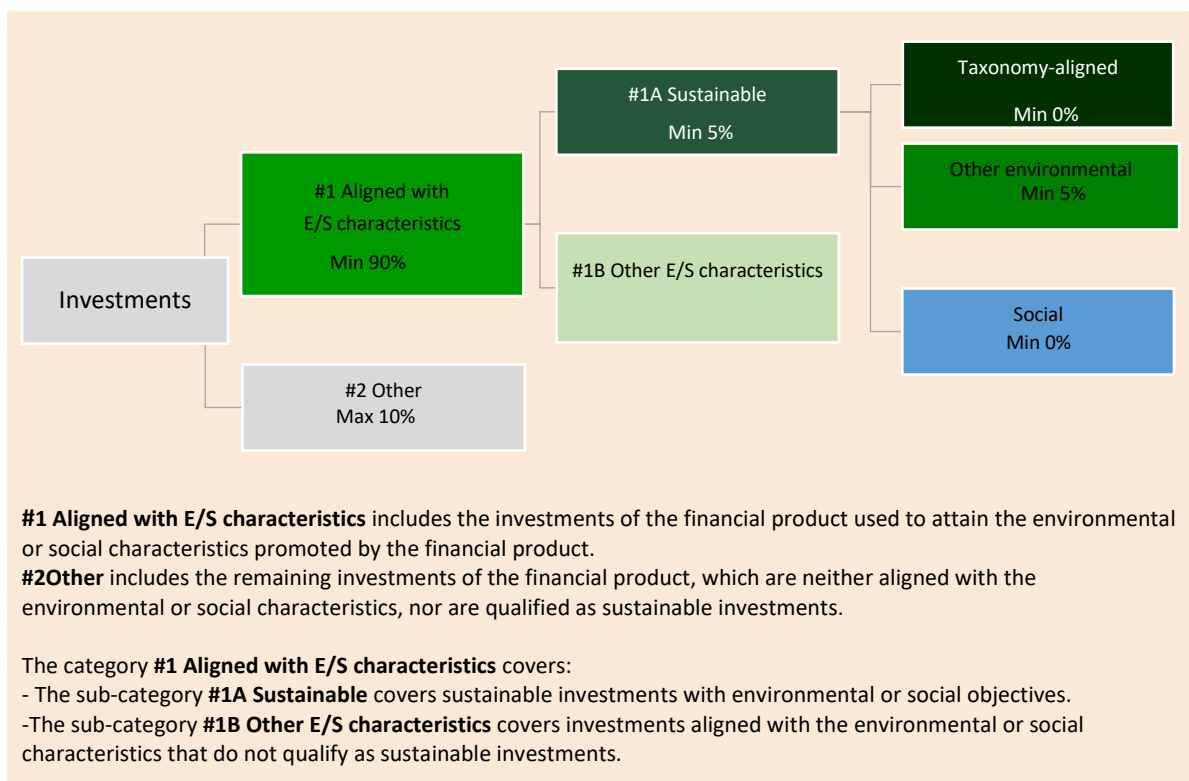 Taxonomy-aligned
Min 0%
#1A Sustainable
Min 5%
Other environmental
Min 5%
#1 Aligned with
E/S characteristics
Min 90%
#1B Other E/S characteristics
Investments
Social
Min 0%
#2 Other
Max 10%
#1 Aligned with E/S characteristics includes the investments of the financial product used to attain the environmental
or social characteristics promoted by the financial product.
#2Other includes the remaining investments of the financial product, which are neither aligned with the
environmental or social characteristics, nor are qualified as sustainable investments.
The category #1 Aligned with E/S characteristics covers:
- The sub-category #1A Sustainable covers sustainable investments with environmental or social objectives.
-The sub-category #1B Other E/S characteristics covers investments aligned with the environmental or social
characteristics that do not qualify as sustainable investments.